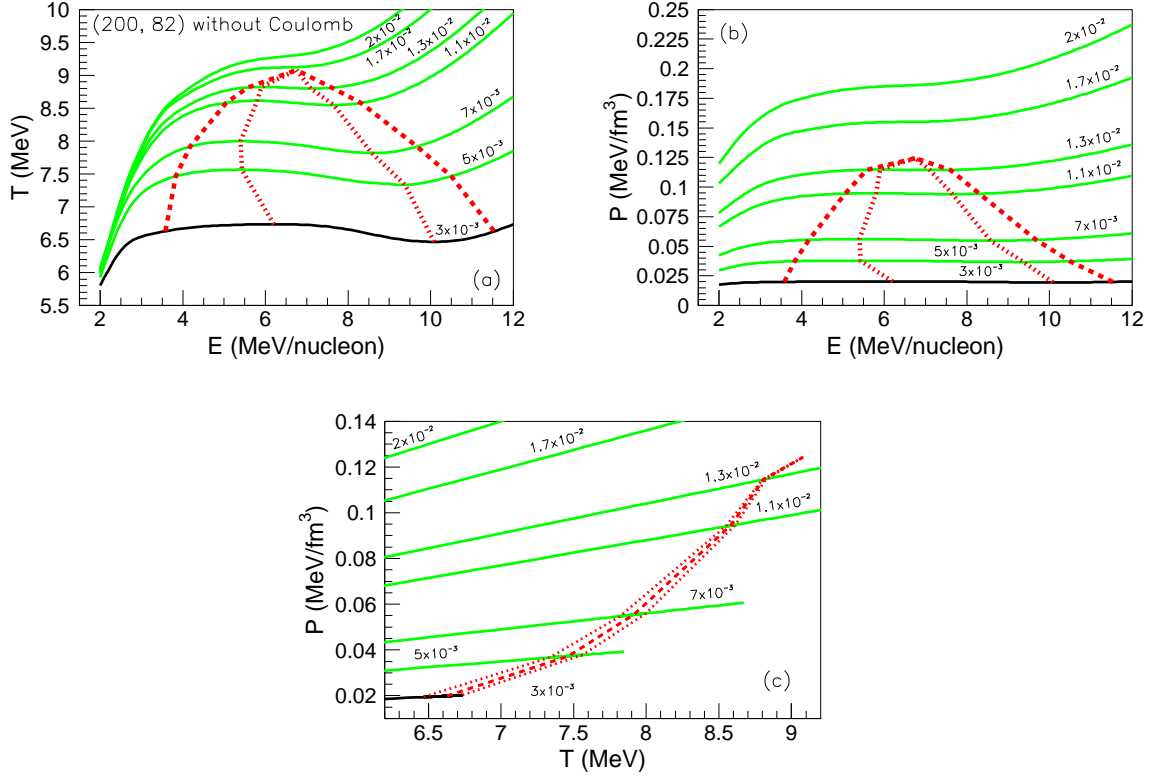 (200, 82) without Coulomb
T (MeV)
10
9.5
9
8.5
8
7.5
7
6.5
6
5.5
2x10⁻²
1.7x10⁻²
1.3x10⁻²
1.1x10⁻²
7x10⁻³
5x10⁻³
3x10⁻³
(a)
2
4
6
8
10
12
E (MeV/nucleon)
(b)
P (MeV/fm³)
0.25
0.225
0.2
0.175
0.15
0.125
0.1
0.075
0.05
0.025
0
2x10⁻²
1.7x10⁻²
1.3x10⁻²
1.1x10⁻²
7x10⁻³
5x10⁻³
3x10⁻³
2
4
6
8
10
12
E (MeV/nucleon)
P (MeV/fm³)
0.14
0.12
0.1
0.08
0.06
0.04
0.02
2x10⁻²
1.7x10⁻²
1.3x10⁻²
1.1x10⁻²
7x10⁻³
5x10⁻³
3x10⁻³
(c)
6.5
7
7.5
8
8.5
9
T (MeV)